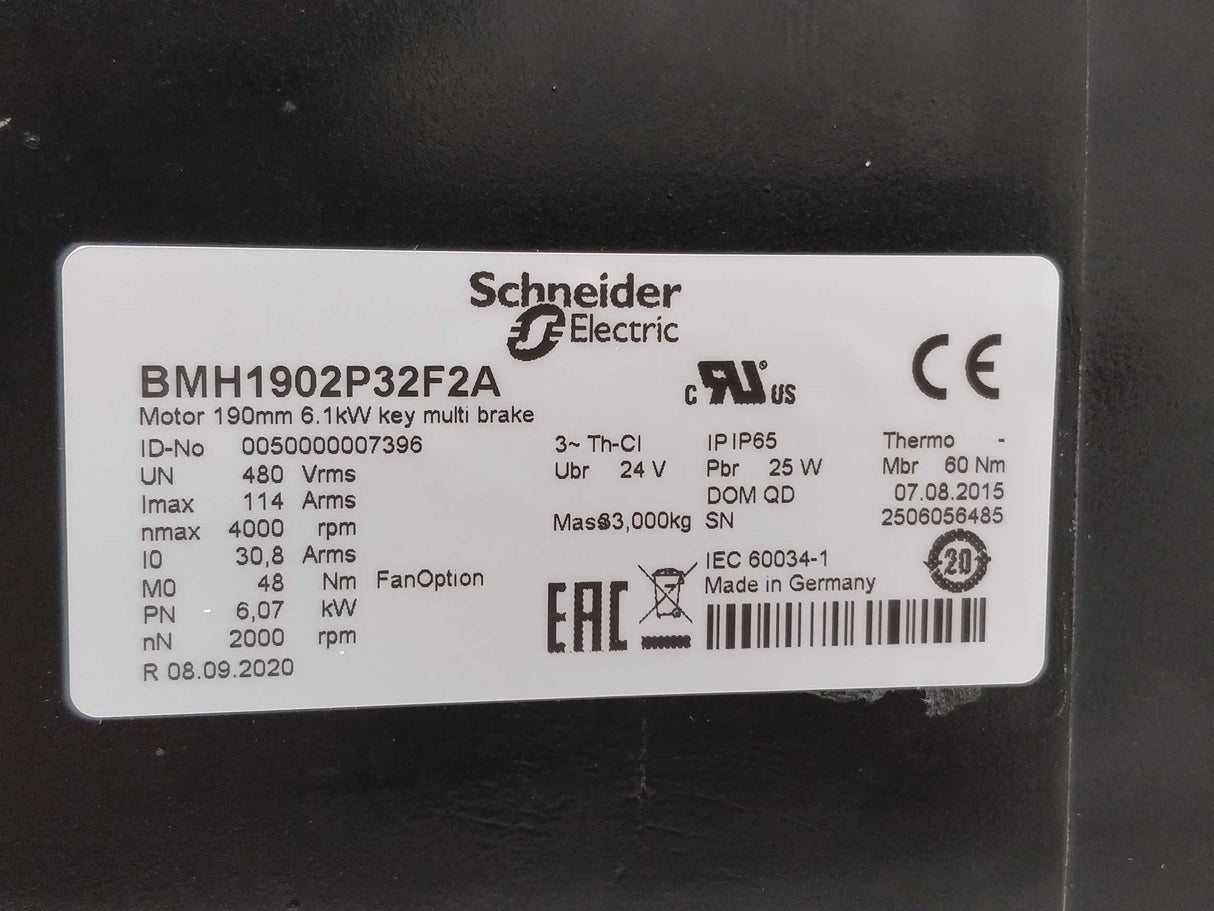 Schneider
Electric
BMH1902P32F2A
Motor 190mm 6.1kW key multi brake
C RU ® US
CE
ID-No 0050000007396 3~ Th-Cl IP IP65 Thermo -
UN 480 Vrms Ubr 24 V Pbr 25 W Mbr 60 Nm
Imax 114 Arms DOM QD 07.08.2015
nmax 4000 rpm 3,000kg SN 2506056485
I0 30,8 Arms IEC 60034-1
M0 48 Nm FanOption Made in Germany
20
PN 6,07 kW EAC
nN 2000 rpm
R 08.09.2020